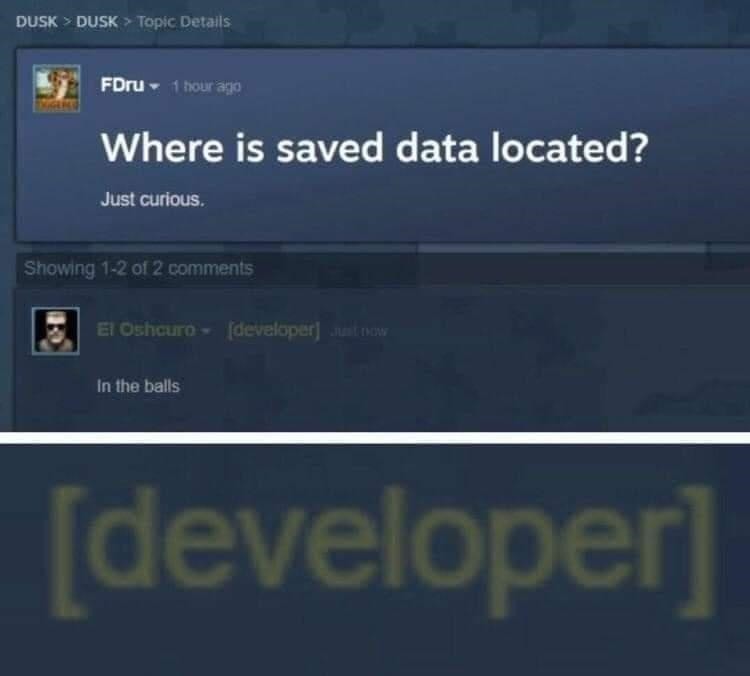 DUSK > DUSK > Topic Details
FDru 1 hour ago
Where is saved data located?
Just curious.
Showing 1-2 of 2 comments
El Oshcuro [developer] Just now
In the balls
[developer]